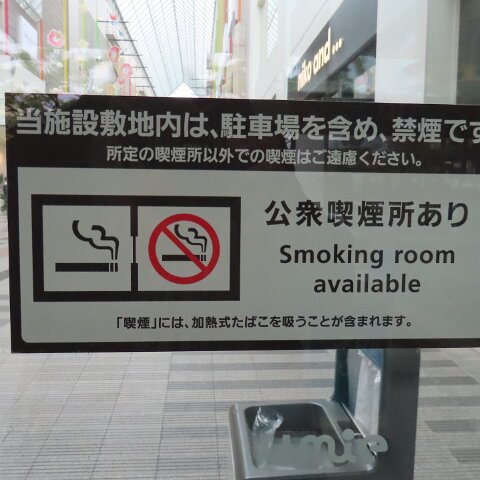 niko and ...
当施設敷地内は、駐車場を含め、禁煙です
所定の喫煙所以外での喫煙はご遠慮ください。
公衆喫煙所あり
Smoking room
available
「喫煙」には、加熱式たばこを吸うことが含まれます。